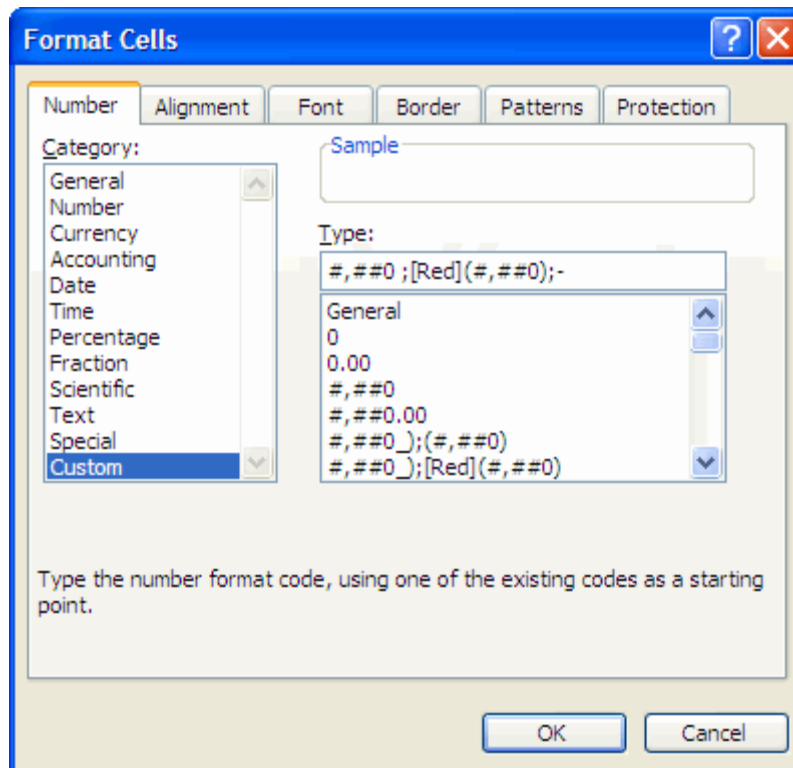 Format Cells
Number Alignment Font Border Patterns Protection
Category:
General
Number
Currency
Accounting
Date
Time
Percentage
Fraction
Scientific
Text
Special
Custom
Sample
Type:
#,##0 ;[Red](#,##0);-
General
0
0.00
#,##0
#,##0.00
#,##0_);(#,##0)
#,##0_);[Red](#,##0)
Type the number format code, using one of the existing codes as a starting
point.
OK Cancel